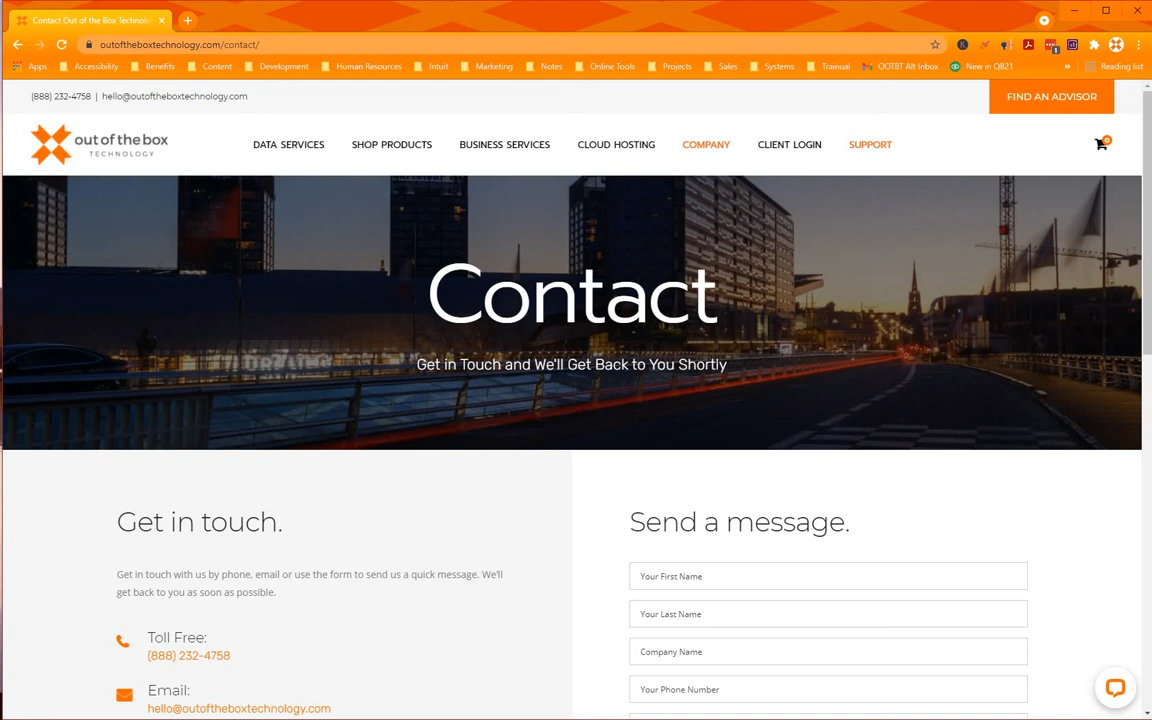 Contact Out of the Box Technolo
outoftheboxtechnology.com/contact/
Apps Accessibility Benefits Content Development Human Resources Intuit Marketing Notes Online Tools Projects Sales Systems Trainual OOTBT Alt Inbox New in QB21 » Reading list
(888) 232-4758 | hello@outoftheboxtechnology.com
FIND AN ADVISOR
out of the box
TECHNOLOGY
DATA SERVICES SHOP PRODUCTS BUSINESS SERVICES CLOUD HOSTING COMPANY CLIENT LOGIN SUPPORT
0
Contact
Get in Touch and We'll Get Back to You Shortly
Get in touch.
Get in touch with us by phone, email or use the form to send us a quick message. We'll
get back to you as soon as possible.
Toll Free:
(888) 232-4758
Email:
hello@outoftheboxtechnology.com
Send a message.
Your First Name
Your Last Name
Company Name
Your Phone Number